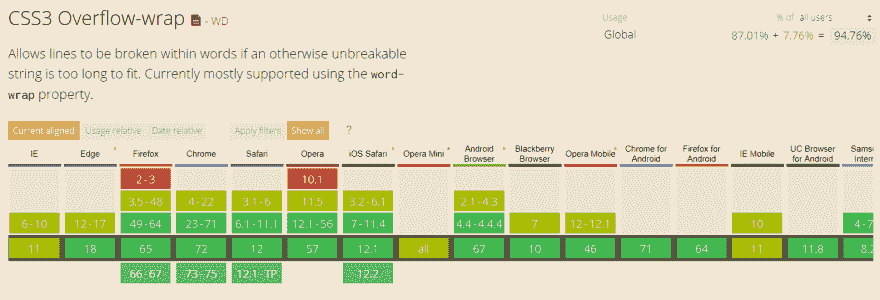 CSS3 Overflow-wrap - WD
Usage % of all users
Global 87.01% + 7.76% = 94.76%
Allows lines to be broken within words if an otherwise unbreakable
string is too long to fit. Currently mostly supported using the word-
wrap property.
Current aligned Usage relative Date relative Apply filters Show all ?
IE Edge * Firefox Chrome Safari Opera iOS Safari * Opera Mini * Android Browser * Blackberry Browser Opera Mobile * Chrome for Android Firefox for Android IE Mobile UC Browser for Android Sams Intern
2-3 10.1
3.5-48 4-22 3.1-6 11.5 3.2-6.1 2.1-4.3
6-10 12-17 49-64 23-71 6.1-11.1 12.1-56 7-11.4 4.4-4.4.4 7 12-12.1 10 4-7
11 18 65 72 12 57 12.1 all 67 10 46 71 64 11 11.8 8.2
66-67 73-75 12.1-TP 12.2